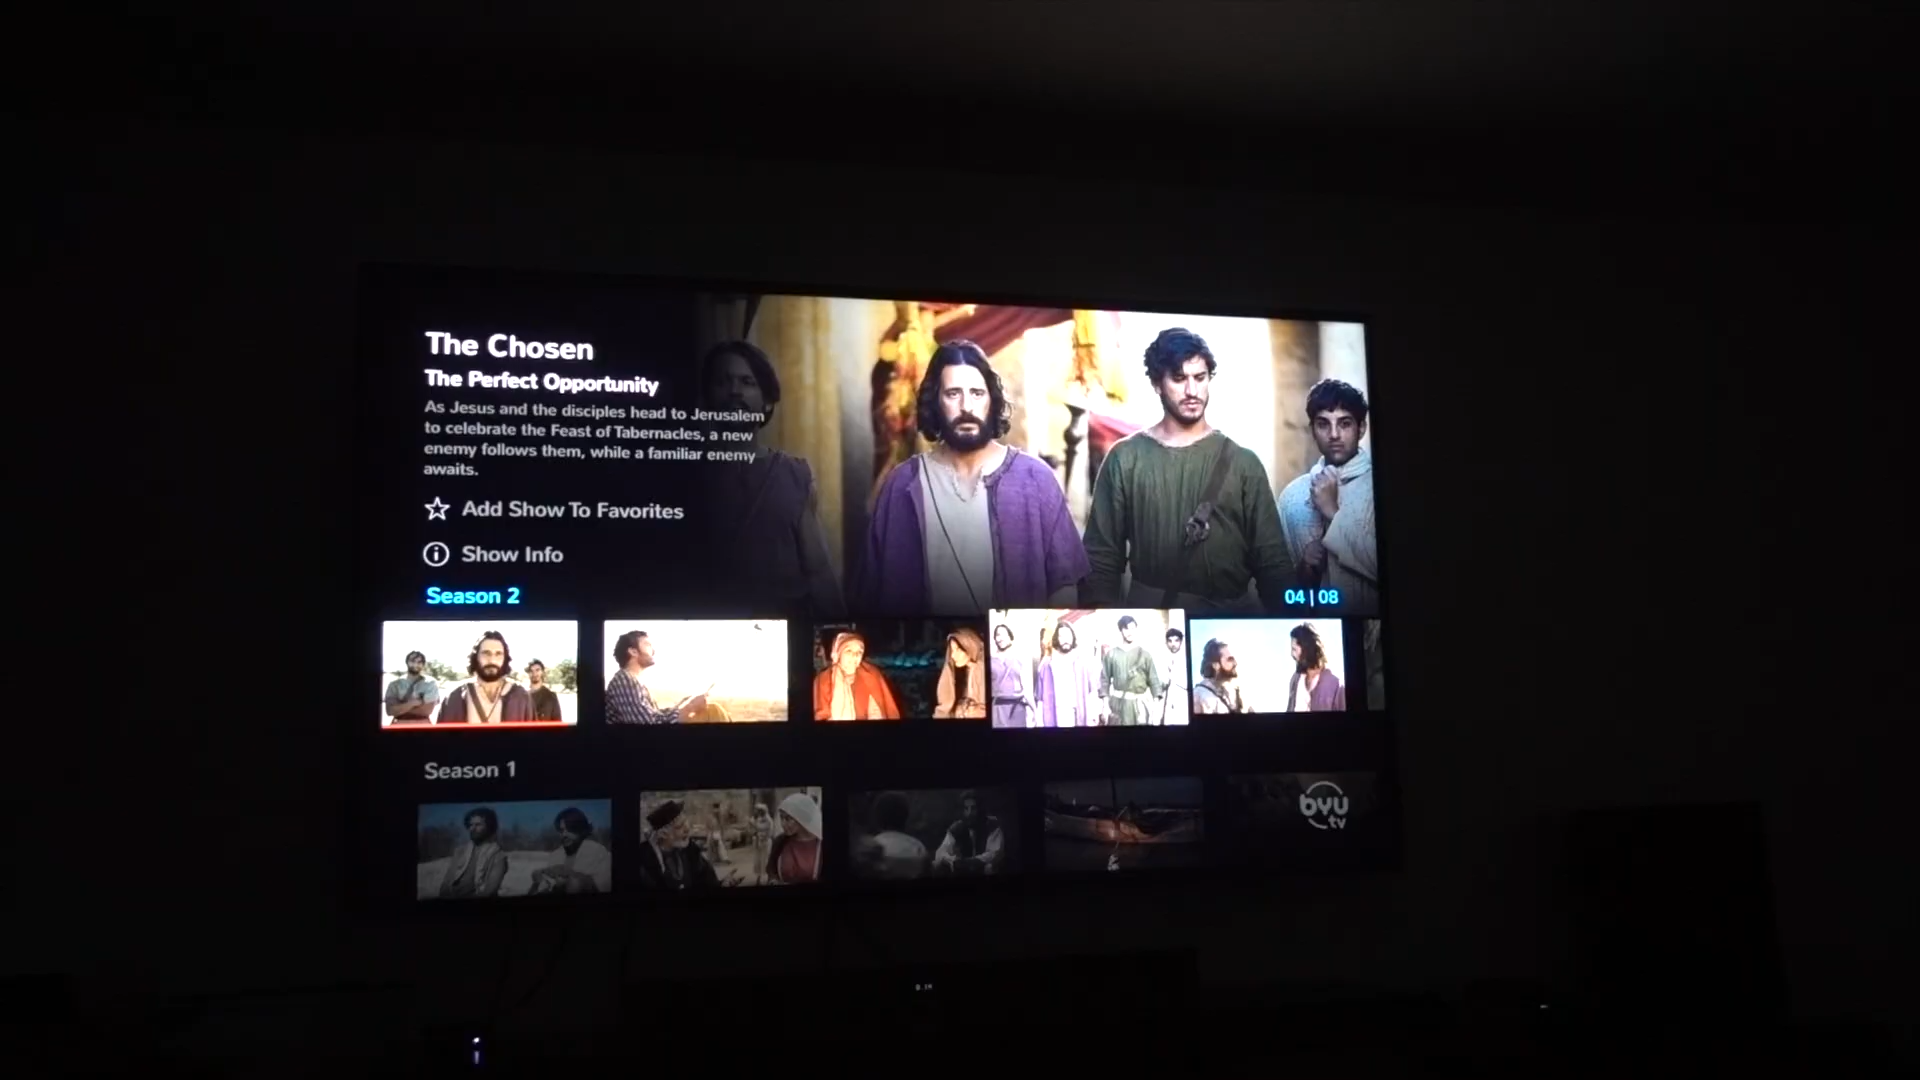 The Chosen
The Perfect Opportunity
As Jesus and the disciples head to Jerusalem
to celebrate the Feast of Tabernacles, a new
enemy follows them, while a familiar enemy
awaits.
Add Show To Favorites
Show Info
Season 2
04 | 08
Season 1
byu
tv